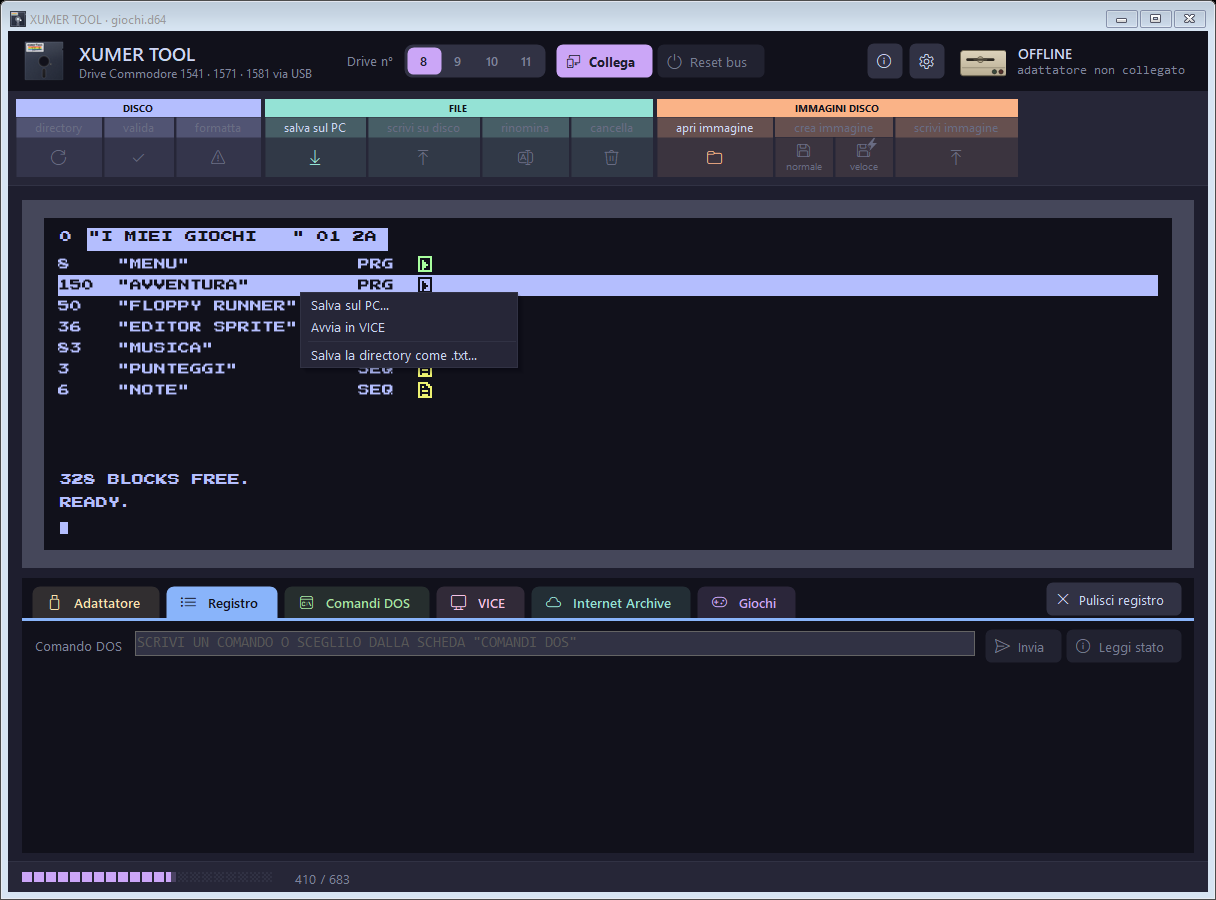 XUMER TOOL · giochi.d64
XUMER TOOL
Drive Commodore 1541 · 1571 · 1581 via USB
Drive n° 8 9 10 11
Collega
Reset bus
OFFLINE
adattatore non collegato
DISCO
directory valida formatta
FILE
salva sul PC scrivi su disco rinomina cancella
IMMAGINI DISCO
apri immagine crea immagine scrivi immagine
normale veloce
0 "I MIEI GIOCHI    " 01 2A
8 "MENU" PRG
150 "AVVENTURA" PRG
50 "FLOPPY RUNNER"
36 "EDITOR SPRITE"
83 "MUSICA"
3 "PUNTEGGI" SEQ
6 "NOTE" SEQ
Salva sul PC...
Avvia in VICE
Salva la directory come .txt...
328 BLOCKS FREE.
READY.
Adattatore Registro Comandi DOS VICE Internet Archive Giochi
Pulisci registro
Comando DOS SCRIVI UN COMANDO O SCEGLILO DALLA SCHEDA "COMANDI DOS" Invia Leggi stato
410 / 683